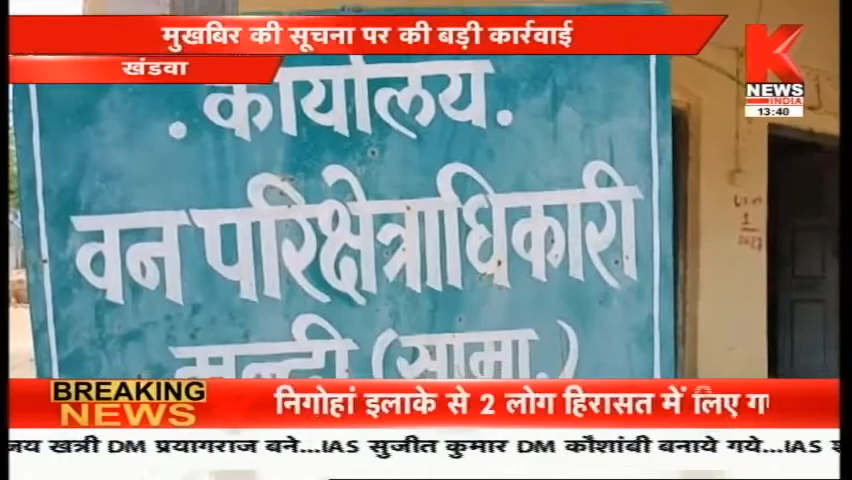 मुखबिर की सूचना पर की बड़ी कार्रवाई
खंडवा
K
NEWS
INDIA
13:40
. कार्यालय .
वन परिक्षेत्राधिकारी
(सामा.)
BREAKING
NEWS
निगोहां इलाके से 2 लोग हिरासत में लिए
खत्री DM प्रयागराज बने...IAS सुजीत कुमार DM कौशांबी बनाये गये...IAS